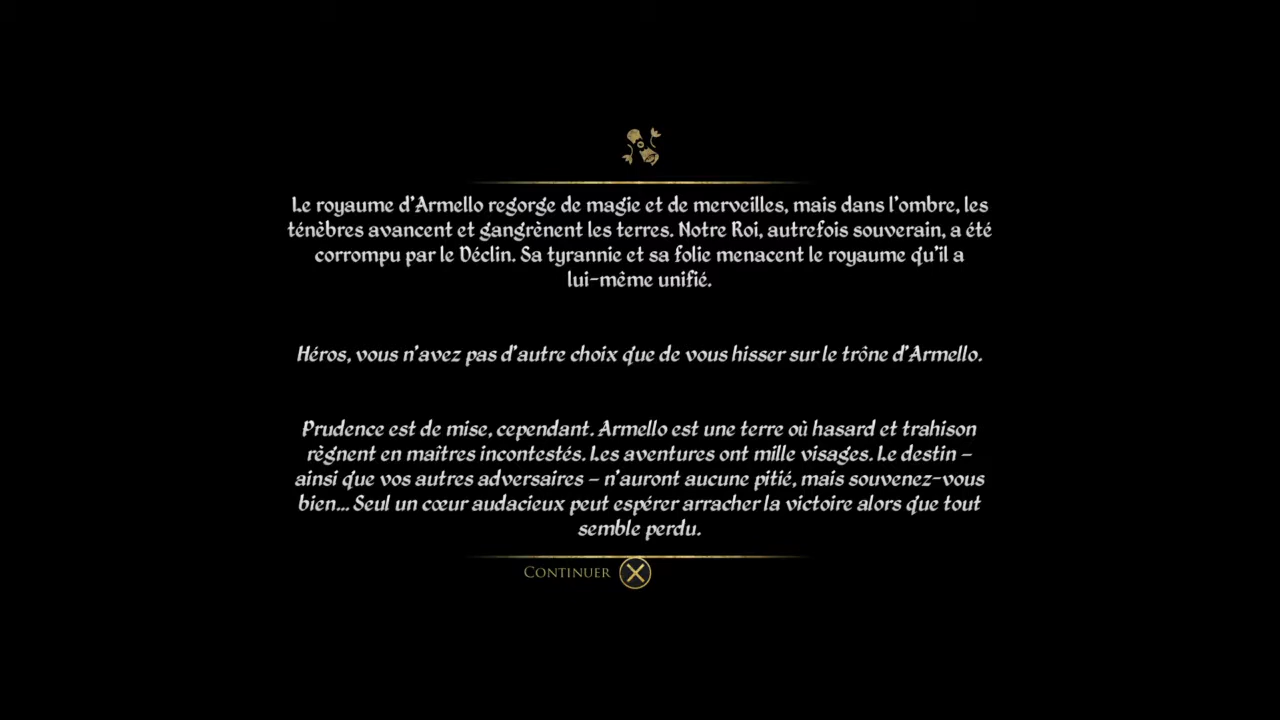 Le royaume d'Armello regorge de magie et de merveilles, mais dans l'ombre, les
ténèbres avancent et gangrènent les terres. Notre Roi, autrefois souverain, a été
corrompu par le Déclin. Sa tyrannie et sa folie menacent le royaume qu'il a
lui-même unifié.
Héros, vous n'avez pas d'autre choix que de vous hisser sur le trône d'Armello.
Prudence est de mise, cependant. Armello est une terre où hasard et trahison
règnent en maîtres incontestés. Les aventures ont mille visages. Le destin –
ainsi que vos autres adversaires – n'auront aucune pitié, mais souvenez-vous
bien... Seul un cœur audacieux peut espérer arracher la victoire alors que tout
semble perdu.
Continuer